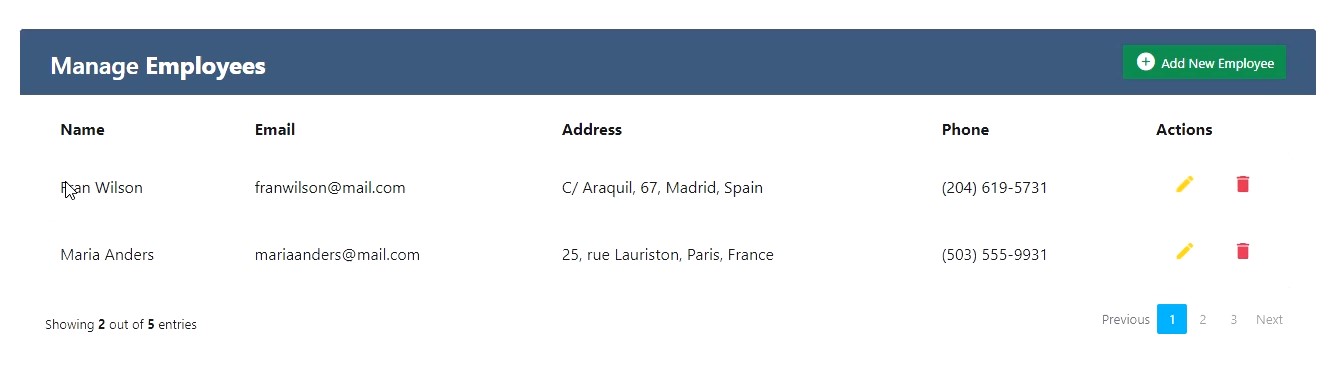 Manage Employees
Add New Employee
Name Email Address Phone Actions
Fran Wilson franwilson@mail.com C/ Araquil, 67, Madrid, Spain (204) 619-5731
Maria Anders mariaanders@mail.com 25, rue Lauriston, Paris, France (503) 555-9931
Showing 2 out of 5 entries
Previous 1 2 3 Next